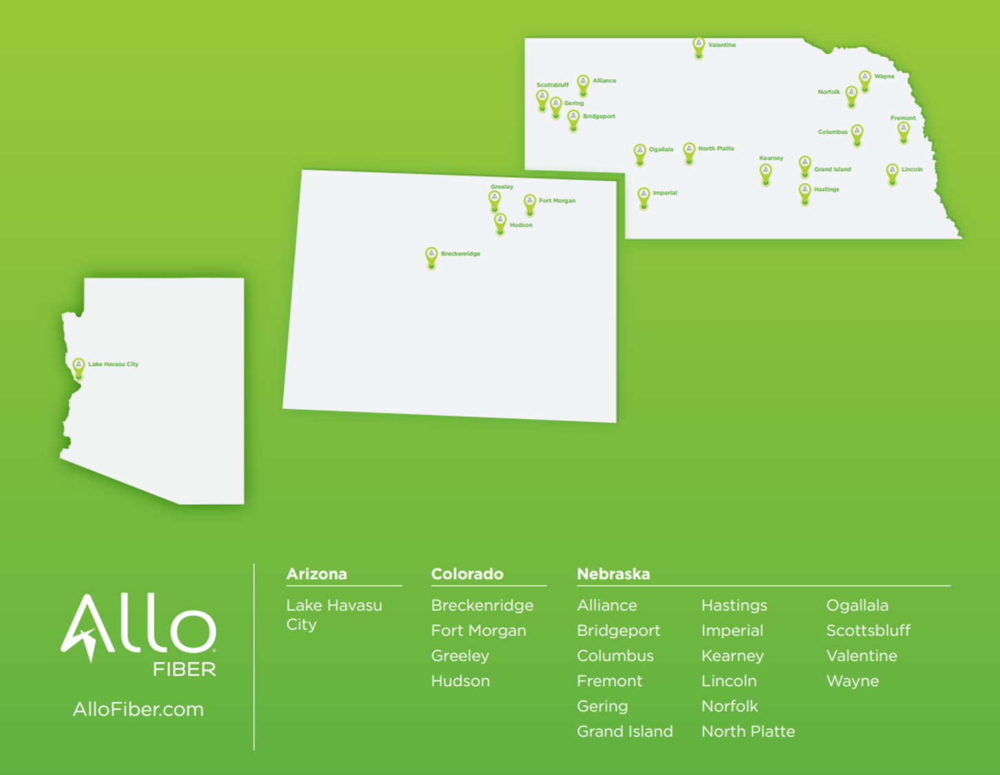 Valentine
Wayne
Alliance
Scottsbluff
Norfolk
Gering
Bridgeport
Fremont
Columbus
Ogallala
North Platte
Kearney
Grand Island
Lincoln
Hastings
Imperial
Greeley
Fort Morgan
Hudson
Breckenridge
Lake Havasu City
Allo
FIBER
AlloFiber.com
Arizona
Lake Havasu
City
Colorado
Breckenridge
Fort Morgan
Greeley
Hudson
Nebraska
Alliance
Bridgeport
Columbus
Fremont
Gering
Grand Island
Hastings
Imperial
Kearney
Lincoln
Norfolk
North Platte
Ogallala
Scottsbluff
Valentine
Wayne